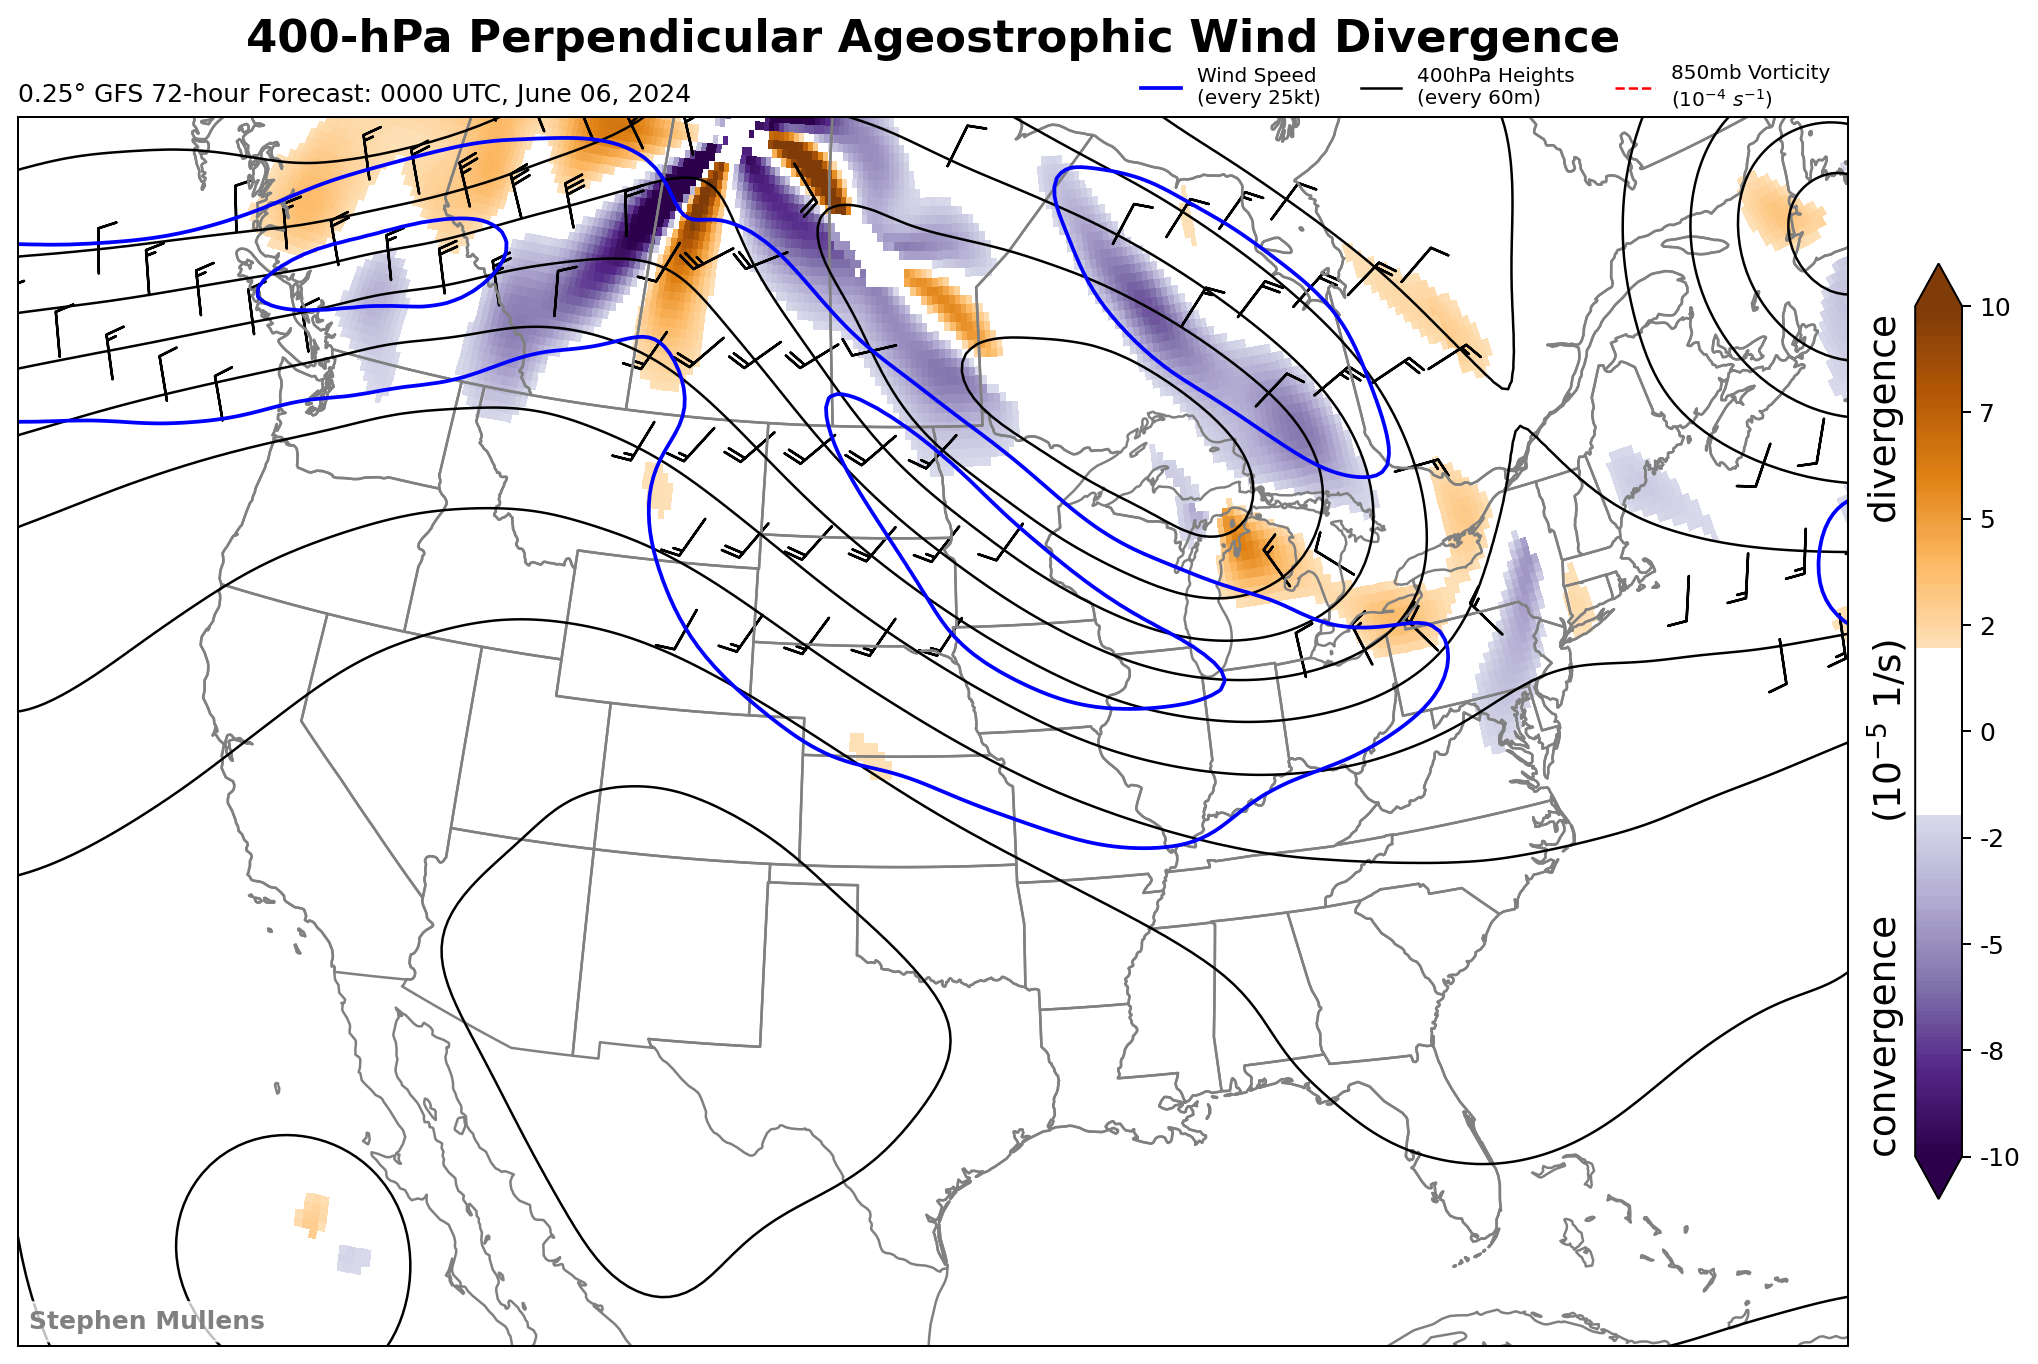 400-hPa Perpendicular Ageostrophic Wind Divergence
0.25° GFS 72-hour Forecast: 0000 UTC, June 06, 2024
Wind Speed
(every 25kt)
400hPa Heights
(every 60m)
850mb Vorticity
(10⁻⁴ s⁻¹)
10
7
5
2
0
-2
-5
-8
-10
convergence (10⁻⁵ 1/s) divergence
Stephen Mullens